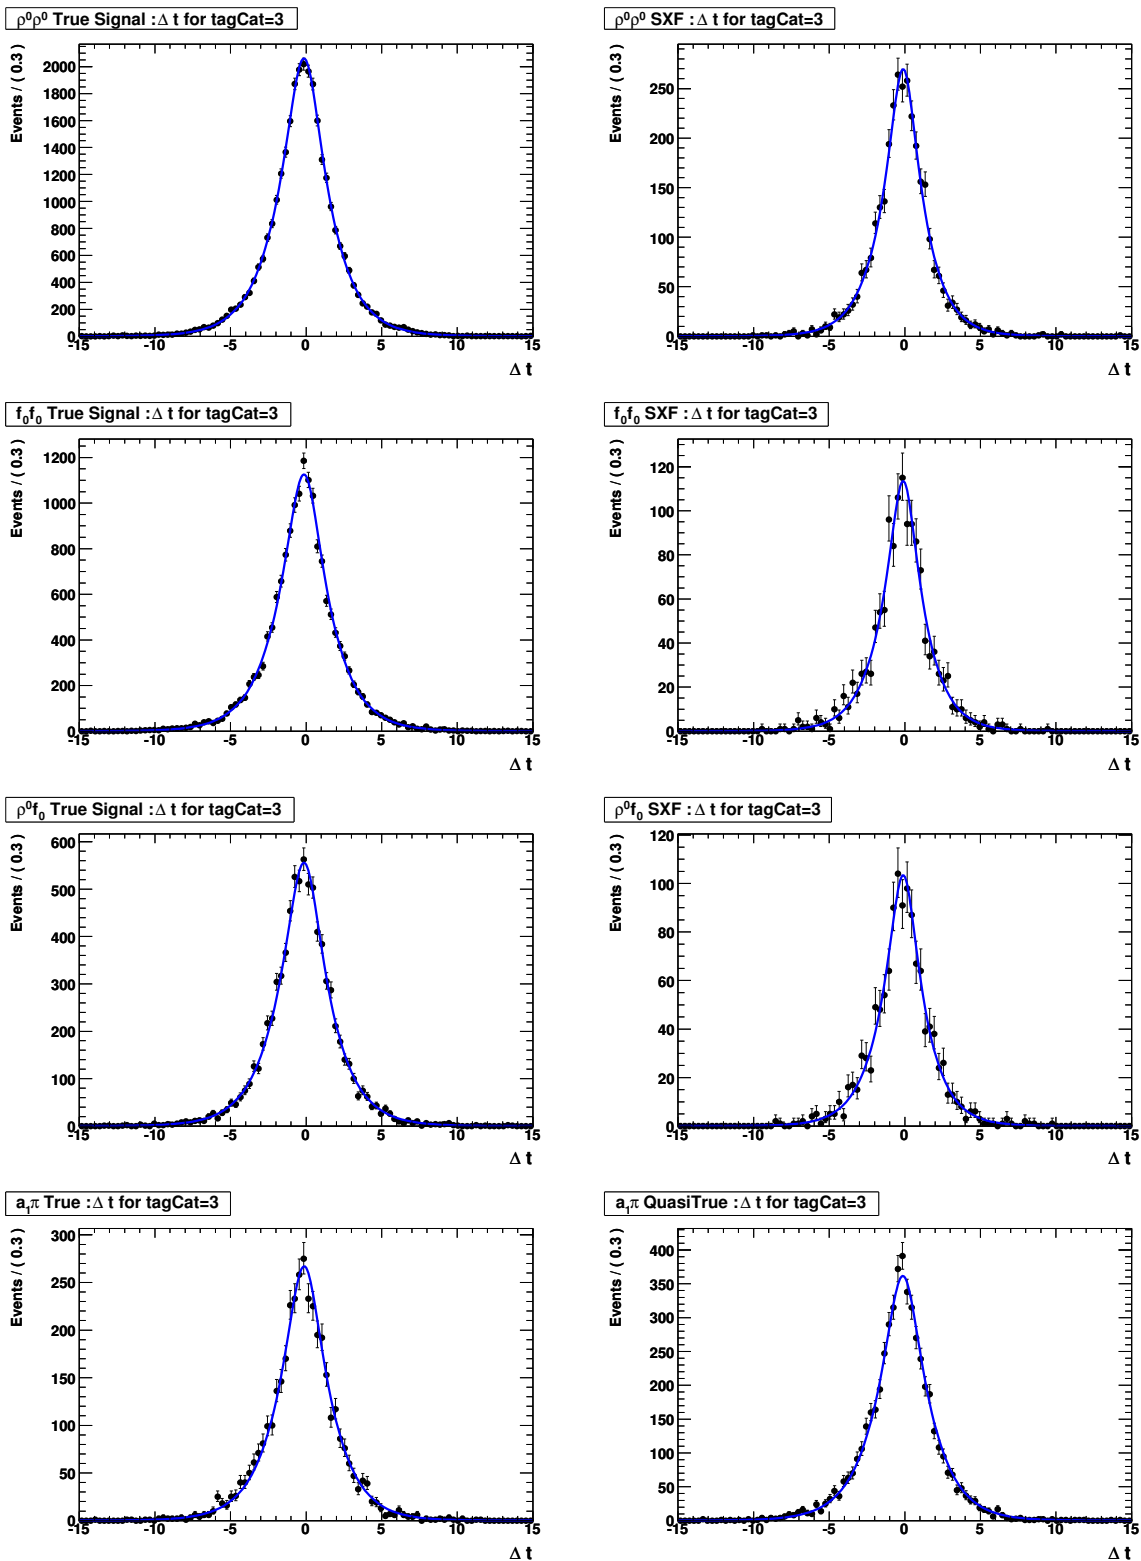 ρ⁰ρ⁰ True Signal : Δ t for tagCat=3
Events / ( 0.3 )
2000
1800
1600
1400
1200
1000
800
600
400
200
0
-15 -10 -5 0 5 10 15
Δ t
ρ⁰ρ⁰ SXF : Δ t for tagCat=3
Events / ( 0.3 )
250
200
150
100
50
0
-15 -10 -5 0 5 10 15
Δ t
f₀f₀ True Signal : Δ t for tagCat=3
Events / ( 0.3 )
1200
1000
800
600
400
200
0
-15 -10 -5 0 5 10 15
Δ t
f₀f₀ SXF : Δ t for tagCat=3
Events / ( 0.3 )
120
100
80
60
40
20
0
-15 -10 -5 0 5 10 15
Δ t
ρ⁰f₀ True Signal : Δ t for tagCat=3
Events / ( 0.3 )
600
500
400
300
200
100
0
-15 -10 -5 0 5 10 15
Δ t
ρ⁰f₀ SXF : Δ t for tagCat=3
Events / ( 0.3 )
120
100
80
60
40
20
0
-15 -10 -5 0 5 10 15
Δ t
a₁π True : Δ t for tagCat=3
Events / ( 0.3 )
300
250
200
150
100
50
0
-15 -10 -5 0 5 10 15
Δ t
a₁π QuasiTrue : Δ t for tagCat=3
Events / ( 0.3 )
400
350
300
250
200
150
100
50
0
-15 -10 -5 0 5 10 15
Δ t